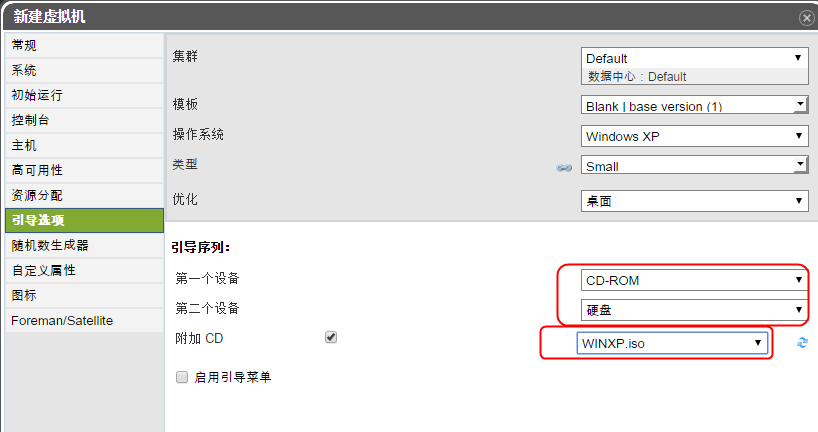 新建虚拟机
常规
系统
初始运行
控制台
主机
高可用性
资源分配
引导选项
随机数生成器
自定义属性
图标
Foreman/Satellite
集群 Default
数据中心：Default
模板 Blank | base version (1)
操作系统 Windows XP
类型 Small
优化 桌面
引导序列：
第一个设备 CD-ROM
第二个设备 硬盘
附加 CD WINXP.iso
启用引导菜单